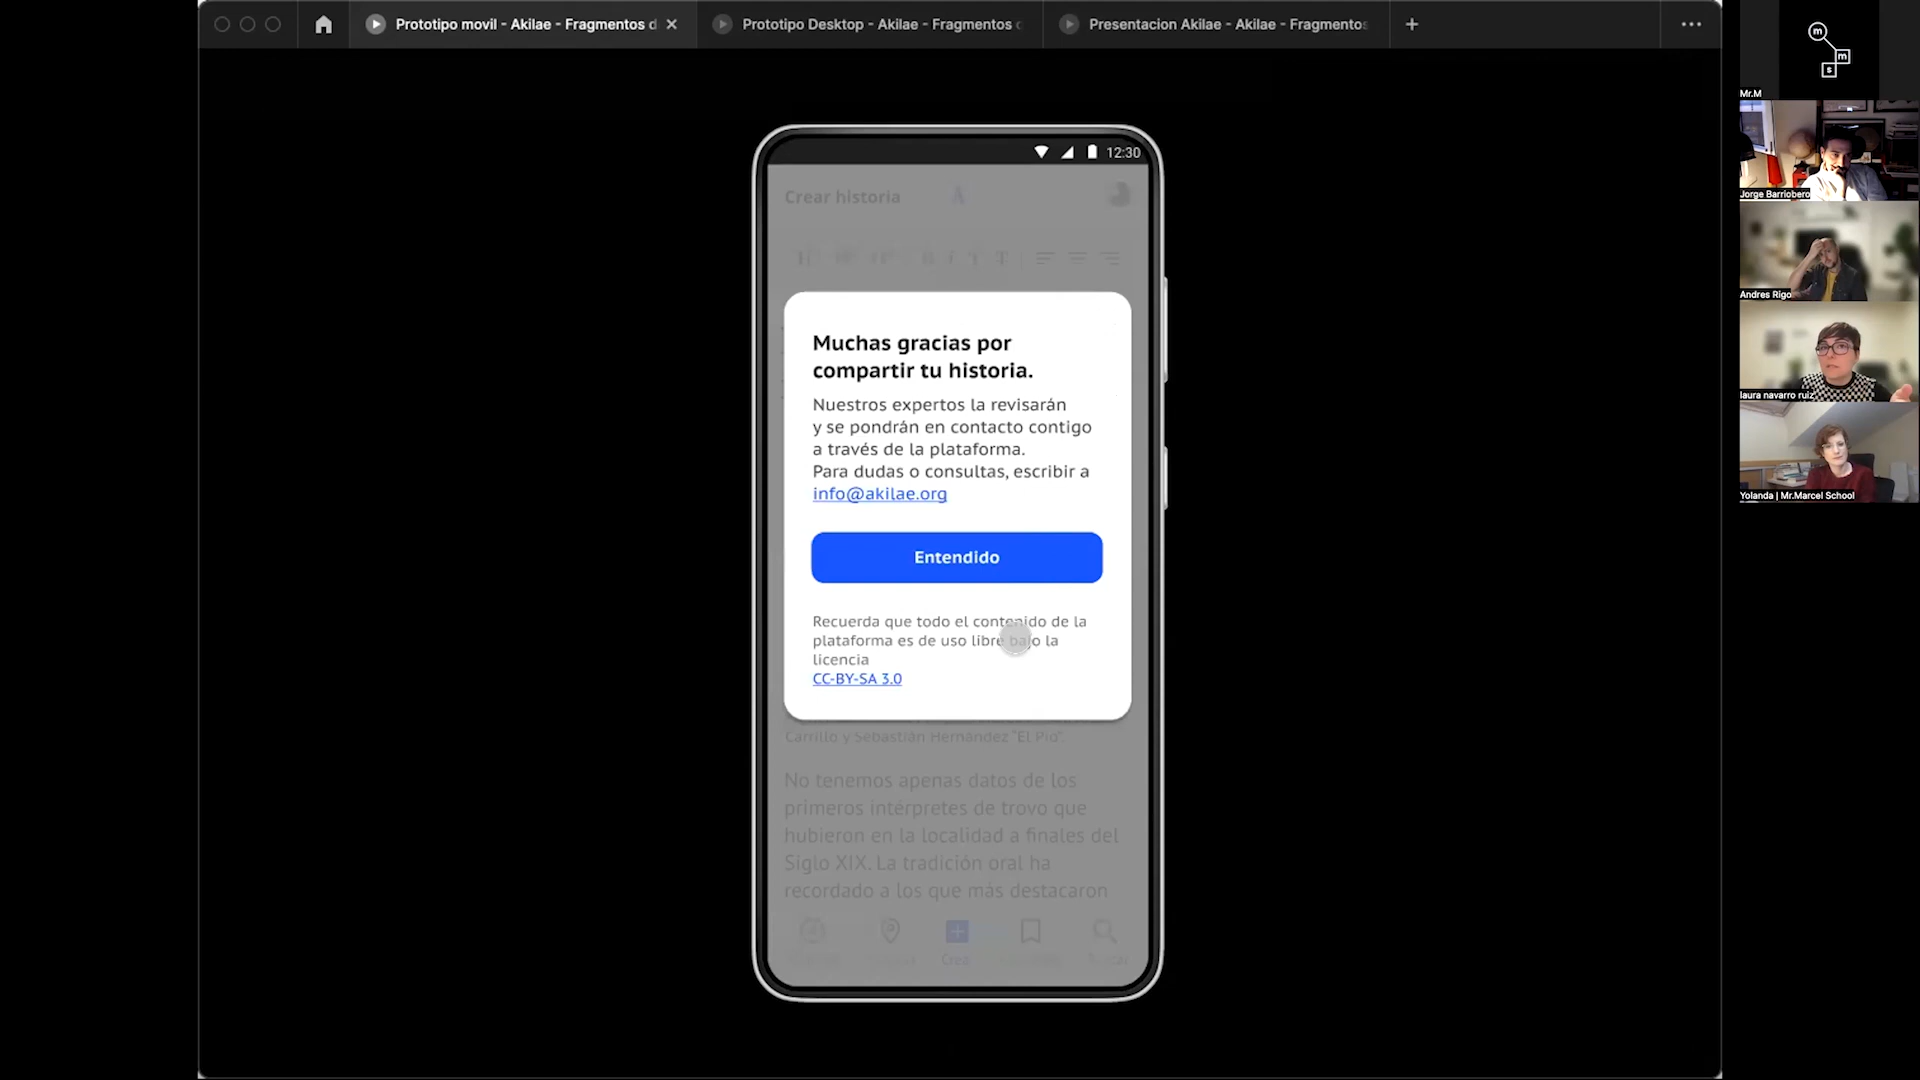 Prototipo movil - Akilae - Fragmentos d
Prototipo Desktop - Akilae - Fragmentos
Presentacion Akilae - Akilae - Fragmentos
12:30
Crear historia
Muchas gracias por
compartir tu historia.
Nuestros expertos la revisarán
y se pondrán en contacto contigo
a través de la plataforma.
Para dudas o consultas, escribir a
info@akilae.org
Entendido
Recuerda que todo el contenido de la
plataforma es de uso libre bajo la
licencia
CC-BY-SA 3.0
Carrillo y Sebastián Hernández "El Pío".
No tenemos apenas datos de los
primeros intérpretes de trovo que
hubieron en la localidad a finales del
Siglo XIX. La tradición oral ha
recordado a los que más destacaron
Crea
Buscar
m
m
s
Mr.M
Jorge Barriobero
Andres Rigo
laura navarro ruiz
Yolanda | Mr.Marcel School